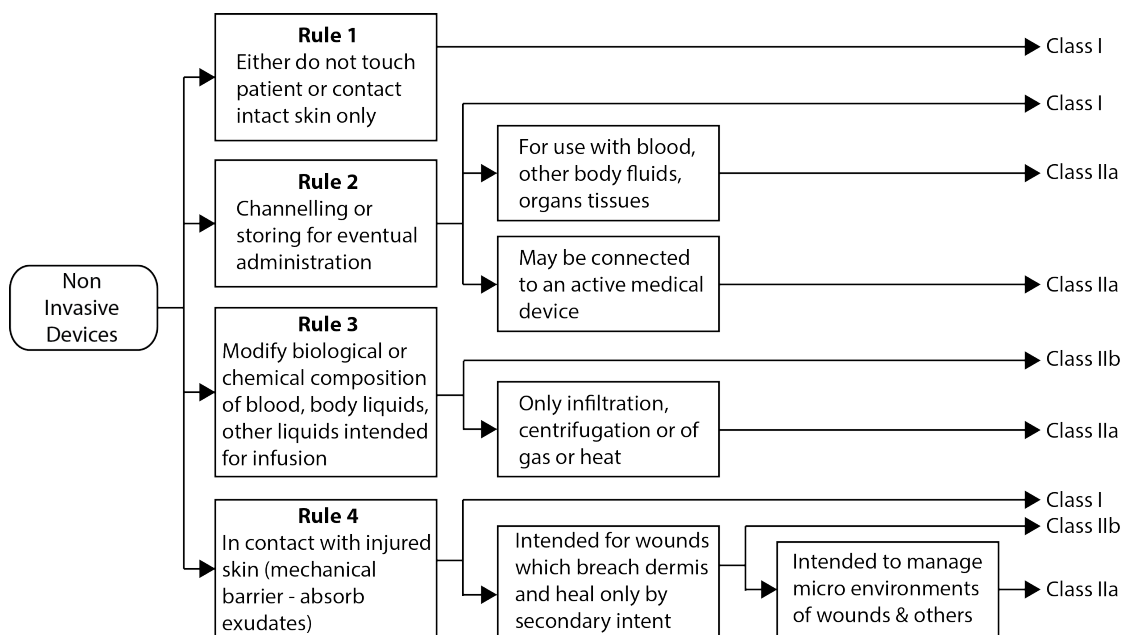 Non
Invasive
Devices
Rule 1
Either do not touch
patient or contact
intact skin only
Class I
Rule 2
Channelling or
storing for eventual
administration
Class I
For use with blood,
other body fluids,
organs tissues
Class IIa
May be connected
to an active medical
device
Class IIa
Rule 3
Modify biological or
chemical composition
of blood, body liquids,
other liquids intended
for infusion
Class IIb
Only infiltration,
centrifugation or of
gas or heat
Class IIa
Rule 4
In contact with injured
skin (mechanical
barrier - absorb
exudates)
Class I
Intended for wounds
which breach dermis
and heal only by
secondary intent
Class IIb
Intended to manage
micro environments
of wounds & others
Class IIa